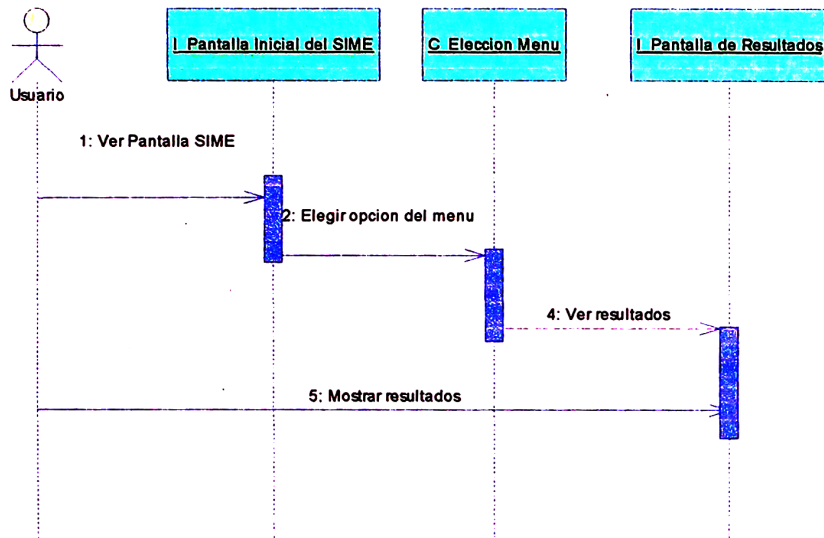 I_Pantalla Inicial del SIME
C_Eleccion Menu
I_Pantalla de Resultados
Usuario
1: Ver Pantalla SIME
2: Elegir opcion del menu
4: Ver resultados
5: Mostrar resultados